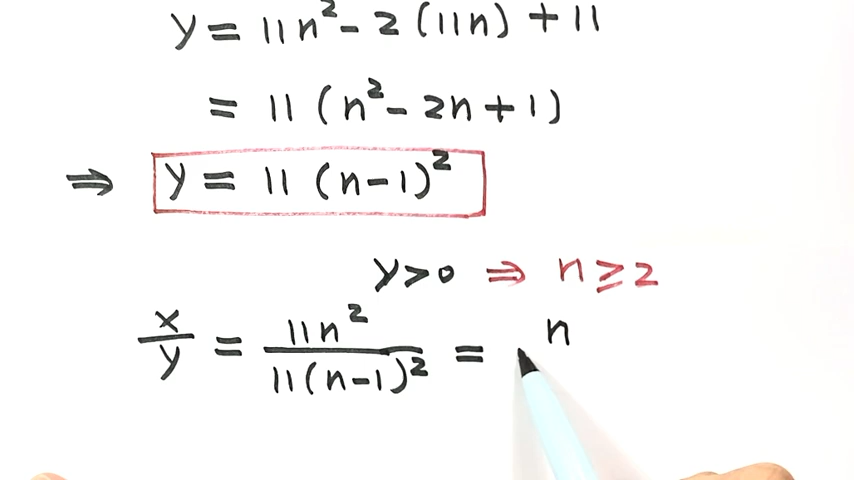 y = 11n² - 2(11n) + 11
= 11(n² - 2n + 1)
⇒ y = 11(n-1)²
y>0 ⇒ n≥2
x/y = 11n²/11(n-1)² = n